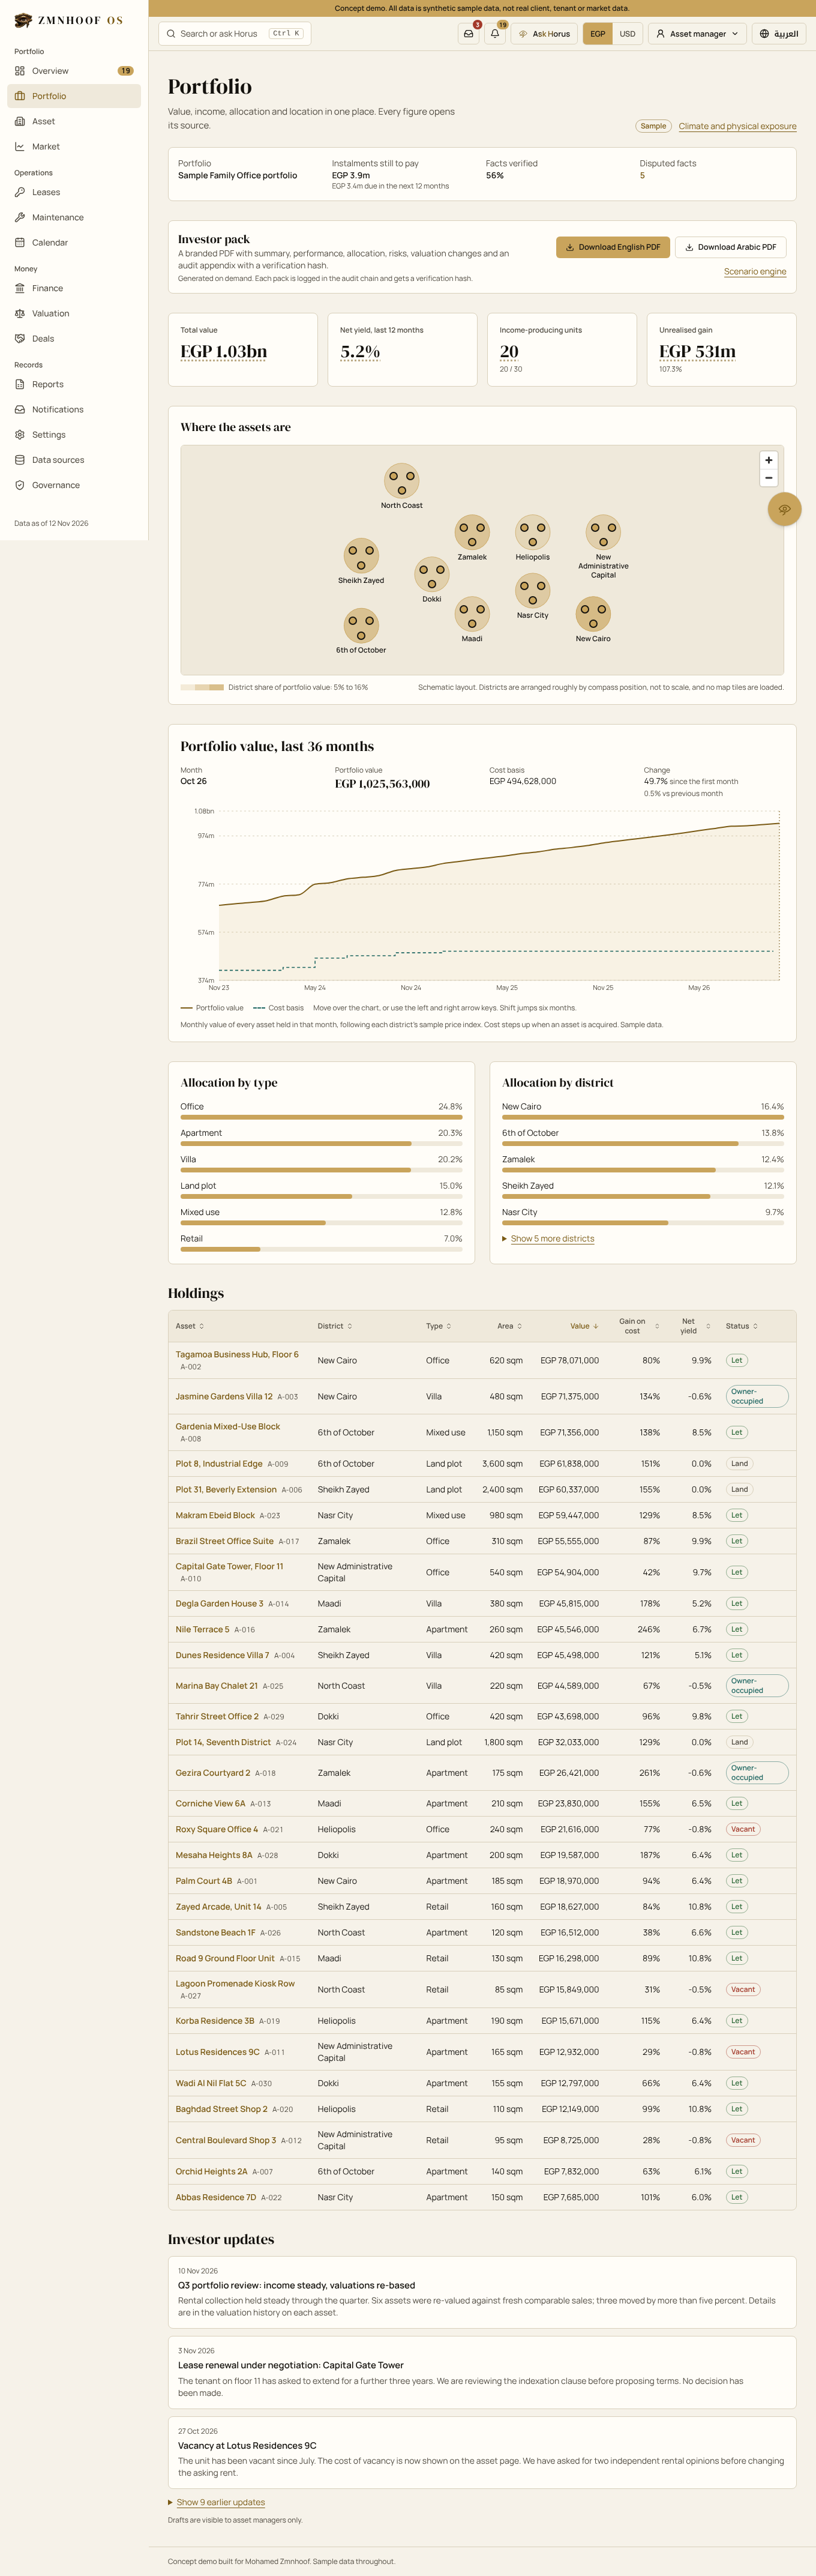 Concept demo. All data is synthetic sample data, not real client, tenant or market data.
ZMNHOOF OS
Portfolio
Overview 19
Portfolio
Asset
Market
Operations
Leases
Maintenance
Calendar
Money
Finance
Valuation
Deals
Records
Reports
Notifications
Settings
Data sources
Governance
Data as of 12 Nov 2026
Search or ask Horus Ctrl K
3
19
Ask Horus
EGP USD
Asset manager
العربية
Portfolio
Value, income, allocation and location in one place. Every figure opens
its source.
Sample Climate and physical exposure
Portfolio
Sample Family Office portfolio
Instalments still to pay
EGP 3.9m
EGP 3.4m due in the next 12 months
Facts verified
56%
Disputed facts
5
Investor pack
A branded PDF with summary, performance, allocation, risks, valuation changes and an
audit appendix with a verification hash.
Generated on demand. Each pack is logged in the audit chain and gets a verification hash.
Download English PDF
Download Arabic PDF
Scenario engine
Total value
EGP 1.03bn
Net yield, last 12 months
5.2%
Income-producing units
20
20 / 30
Unrealised gain
EGP 531m
107.3%
Where the assets are
North Coast
Zamalek
Heliopolis
New
Administrative
Capital
Sheikh Zayed
Dokki
Nasr City
Maadi
New Cairo
6th of October
District share of portfolio value: 5% to 16%
Schematic layout. Districts are arranged roughly by compass position, not to scale, and no map tiles are loaded.
Portfolio value, last 36 months
Month
Oct 26
Portfolio value
EGP 1,025,563,000
Cost basis
EGP 494,628,000
Change
49.7% since the first month
0.5% vs previous month
1.08bn
974m
774m
574m
374m
Nov 23 May 24 Nov 24 May 25 Nov 25 May 26
Portfolio value Cost basis Move over the chart, or use the left and right arrow keys. Shift jumps six months.
Monthly value of every asset held in that month, following each district's sample price index. Cost steps up when an asset is acquired. Sample data.
Allocation by type
Office 24.8%
Apartment 20.3%
Villa 20.2%
Land plot 15.0%
Mixed use 12.8%
Retail 7.0%
Allocation by district
New Cairo 16.4%
6th of October 13.8%
Zamalek 12.4%
Sheikh Zayed 12.1%
Nasr City 9.7%
Show 5 more districts
Holdings
Asset District Type Area Value Gain on cost Net yield Status
Tagamoa Business Hub, Floor 6 A-002 New Cairo Office 620 sqm EGP 78,071,000 80% 9.9% Let
Jasmine Gardens Villa 12 A-003 New Cairo Villa 480 sqm EGP 71,375,000 134% -0.6% Owner-occupied
Gardenia Mixed-Use Block A-008 6th of October Mixed use 1,150 sqm EGP 71,356,000 138% 8.5% Let
Plot 8, Industrial Edge A-009 6th of October Land plot 3,600 sqm EGP 61,838,000 151% 0.0% Land
Plot 31, Beverly Extension A-006 Sheikh Zayed Land plot 2,400 sqm EGP 60,337,000 155% 0.0% Land
Makram Ebeid Block A-023 Nasr City Mixed use 980 sqm EGP 59,447,000 129% 8.5% Let
Brazil Street Office Suite A-017 Zamalek Office 310 sqm EGP 55,555,000 87% 9.9% Let
Capital Gate Tower, Floor 11 A-010 New Administrative Capital Office 540 sqm EGP 54,904,000 42% 9.7% Let
Degla Garden House 3 A-014 Maadi Villa 380 sqm EGP 45,815,000 178% 5.2% Let
Nile Terrace 5 A-016 Zamalek Apartment 260 sqm EGP 45,546,000 246% 6.7% Let
Dunes Residence Villa 7 A-004 Sheikh Zayed Villa 420 sqm EGP 45,498,000 121% 5.1% Let
Marina Bay Chalet 21 A-025 North Coast Villa 220 sqm EGP 44,589,000 67% -0.5% Owner-occupied
Tahrir Street Office 2 A-029 Dokki Office 420 sqm EGP 43,698,000 96% 9.8% Let
Plot 14, Seventh District A-024 Nasr City Land plot 1,800 sqm EGP 32,033,000 129% 0.0% Land
Gezira Courtyard 2 A-018 Zamalek Apartment 175 sqm EGP 26,421,000 261% -0.6% Owner-occupied
Corniche View 6A A-013 Maadi Apartment 210 sqm EGP 23,830,000 155% 6.5% Let
Roxy Square Office 4 A-021 Heliopolis Office 240 sqm EGP 21,616,000 77% -0.8% Vacant
Mesaha Heights 8A A-028 Dokki Apartment 200 sqm EGP 19,587,000 187% 6.4% Let
Palm Court 4B A-001 New Cairo Apartment 185 sqm EGP 18,970,000 94% 6.4% Let
Zayed Arcade, Unit 14 A-005 Sheikh Zayed Retail 160 sqm EGP 18,627,000 84% 10.8% Let
Sandstone Beach 1F A-026 North Coast Apartment 120 sqm EGP 16,512,000 38% 6.6% Let
Road 9 Ground Floor Unit A-015 Maadi Retail 130 sqm EGP 16,298,000 89% 10.8% Let
Lagoon Promenade Kiosk Row A-027 North Coast Retail 85 sqm EGP 15,849,000 31% -0.5% Vacant
Korba Residence 3B A-019 Heliopolis Apartment 190 sqm EGP 15,671,000 115% 6.4% Let
Lotus Residences 9C A-011 New Administrative Capital Apartment 165 sqm EGP 12,932,000 29% -0.8% Vacant
Wadi Al Nil Flat 5C A-030 Dokki Apartment 155 sqm EGP 12,797,000 66% 6.4% Let
Baghdad Street Shop 2 A-020 Heliopolis Retail 110 sqm EGP 12,149,000 99% 10.8% Let
Central Boulevard Shop 3 A-012 New Administrative Capital Retail 95 sqm EGP 8,725,000 28% -0.8% Vacant
Orchid Heights 2A A-007 6th of October Apartment 140 sqm EGP 7,832,000 63% 6.1% Let
Abbas Residence 7D A-022 Nasr City Apartment 150 sqm EGP 7,685,000 101% 6.0% Let
Investor updates
10 Nov 2026
Q3 portfolio review: income steady, valuations re-based
Rental collection held steady through the quarter. Six assets were re-valued against fresh comparable sales; three moved by more than five percent. Details
are in the valuation history on each asset.
3 Nov 2026
Lease renewal under negotiation: Capital Gate Tower
The tenant on floor 11 has asked to extend for a further three years. We are reviewing the indexation clause before proposing terms. No decision has
been made.
27 Oct 2026
Vacancy at Lotus Residences 9C
The unit has been vacant since July. The cost of vacancy is now shown on the asset page. We have asked for two independent rental opinions before changing
the asking rent.
Show 9 earlier updates
Drafts are visible to asset managers only.
Concept demo built for Mohamed Zmnhoof. Sample data throughout.